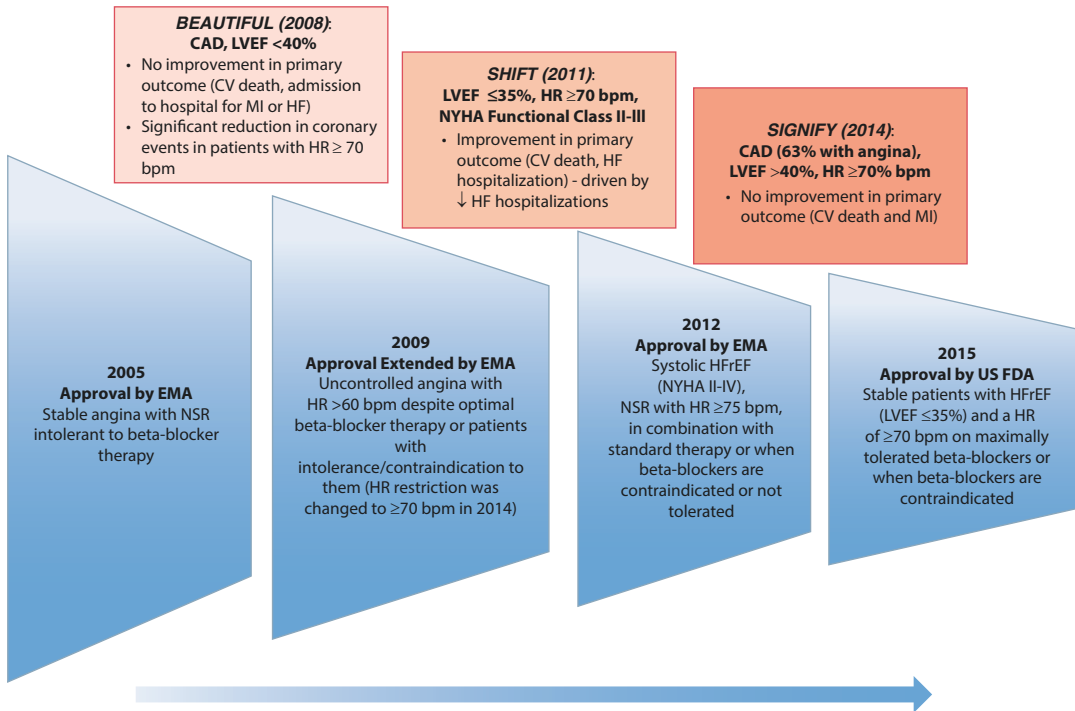 BEAUTIFUL (2008):
CAD, LVEF <40%
• No improvement in primary
outcome (CV death, admission
to hospital for MI or HF)
• Significant reduction in coronary
events in patients with HR ≥ 70
bpm
SHIFT (2011):
LVEF ≤35%, HR ≥70 bpm,
NYHA Functional Class II-III
• Improvement in primary
outcome (CV death, HF
hospitalization) - driven by
↓ HF hospitalizations
SIGNIFY (2014):
CAD (63% with angina),
LVEF >40%, HR ≥70% bpm
• No improvement in primary
outcome (CV death and MI)
2005
Approval by EMA
Stable angina with NSR
intolerant to beta-blocker
therapy
2009
Approval Extended by EMA
Uncontrolled angina with
HR >60 bpm despite optimal
beta-blocker therapy or patients
with
intolerance/contraindication to
them (HR restriction was
changed to ≥70 bpm in 2014)
2012
Approval by EMA
Systolic HFrEF
(NYHA II-IV),
NSR with HR ≥75 bpm,
in combination with
standard therapy or when
beta-blockers are
contraindicated or not
tolerated
2015
Approval by US FDA
Stable patients with HFrEF
(LVEF ≤35%) and a HR
of ≥70 bpm on maximally
tolerated beta-blockers or
when beta-blockers are
contraindicated